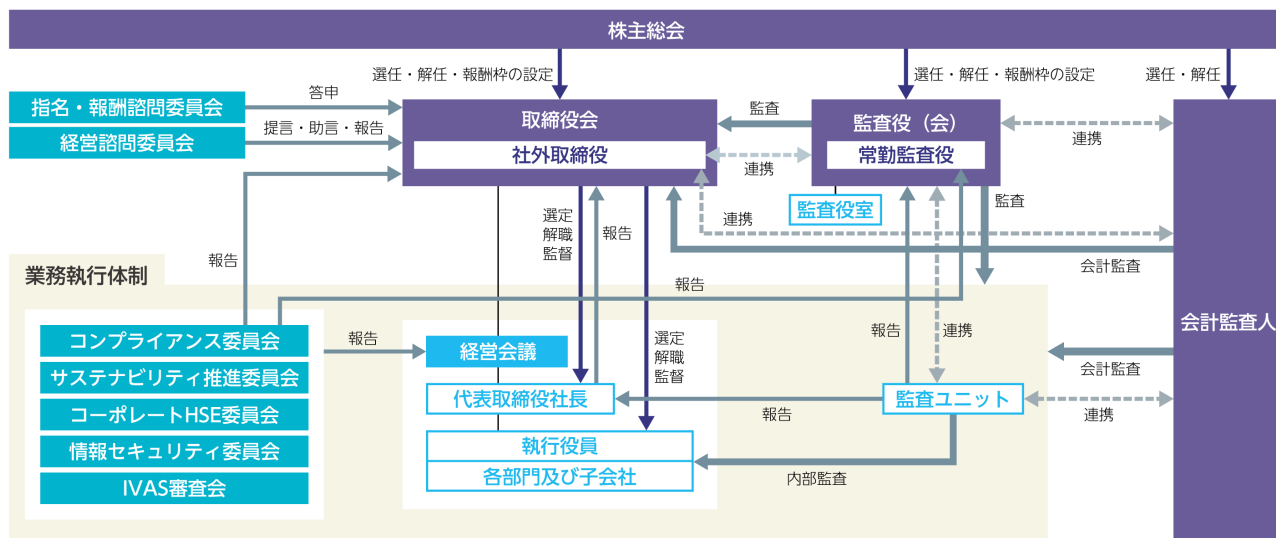 株主総会
選任・解任・報酬枠の設定
選任・解任・報酬枠の設定
選任・解任
指名・報酬諮問委員会
答申
経営諮問委員会
提言・助言・報告
取締役会
社外取締役
監査
連携
監査役（会）
常勤監査役
監査役室
連携
監査
連携
会計監査
会計監査人
選定
解職
監督
報告
報告
業務執行体制
報告
コンプライアンス委員会
サステナビリティ推進委員会
コーポレートHSE委員会
情報セキュリティ委員会
IVAS審査会
報告
経営会議
代表取締役社長
執行役員
各部門及び子会社
選定
解職
監督
報告
連携
監査ユニット
報告
内部監査
会計監査
連携